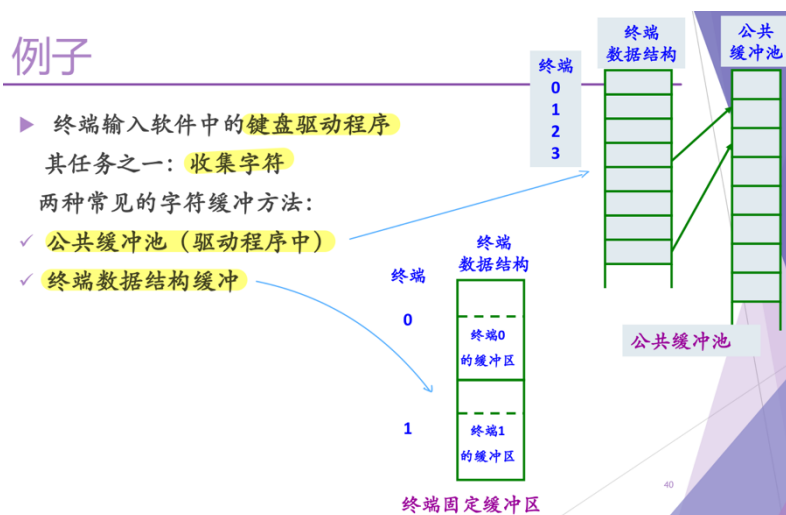 例子
▶ 终端输入软件中的键盘驱动程序
其任务之一：收集字符
两种常见的字符缓冲方法：
✓ 公共缓冲池（驱动程序中）
✓ 终端数据结构缓冲
终端
0
1
2
3
终端
数据结构
公共
缓冲池
公共缓冲池
终端
数据结构
终端
0
终端0
的缓冲区
1
终端1
的缓冲区
终端固定缓冲区
40